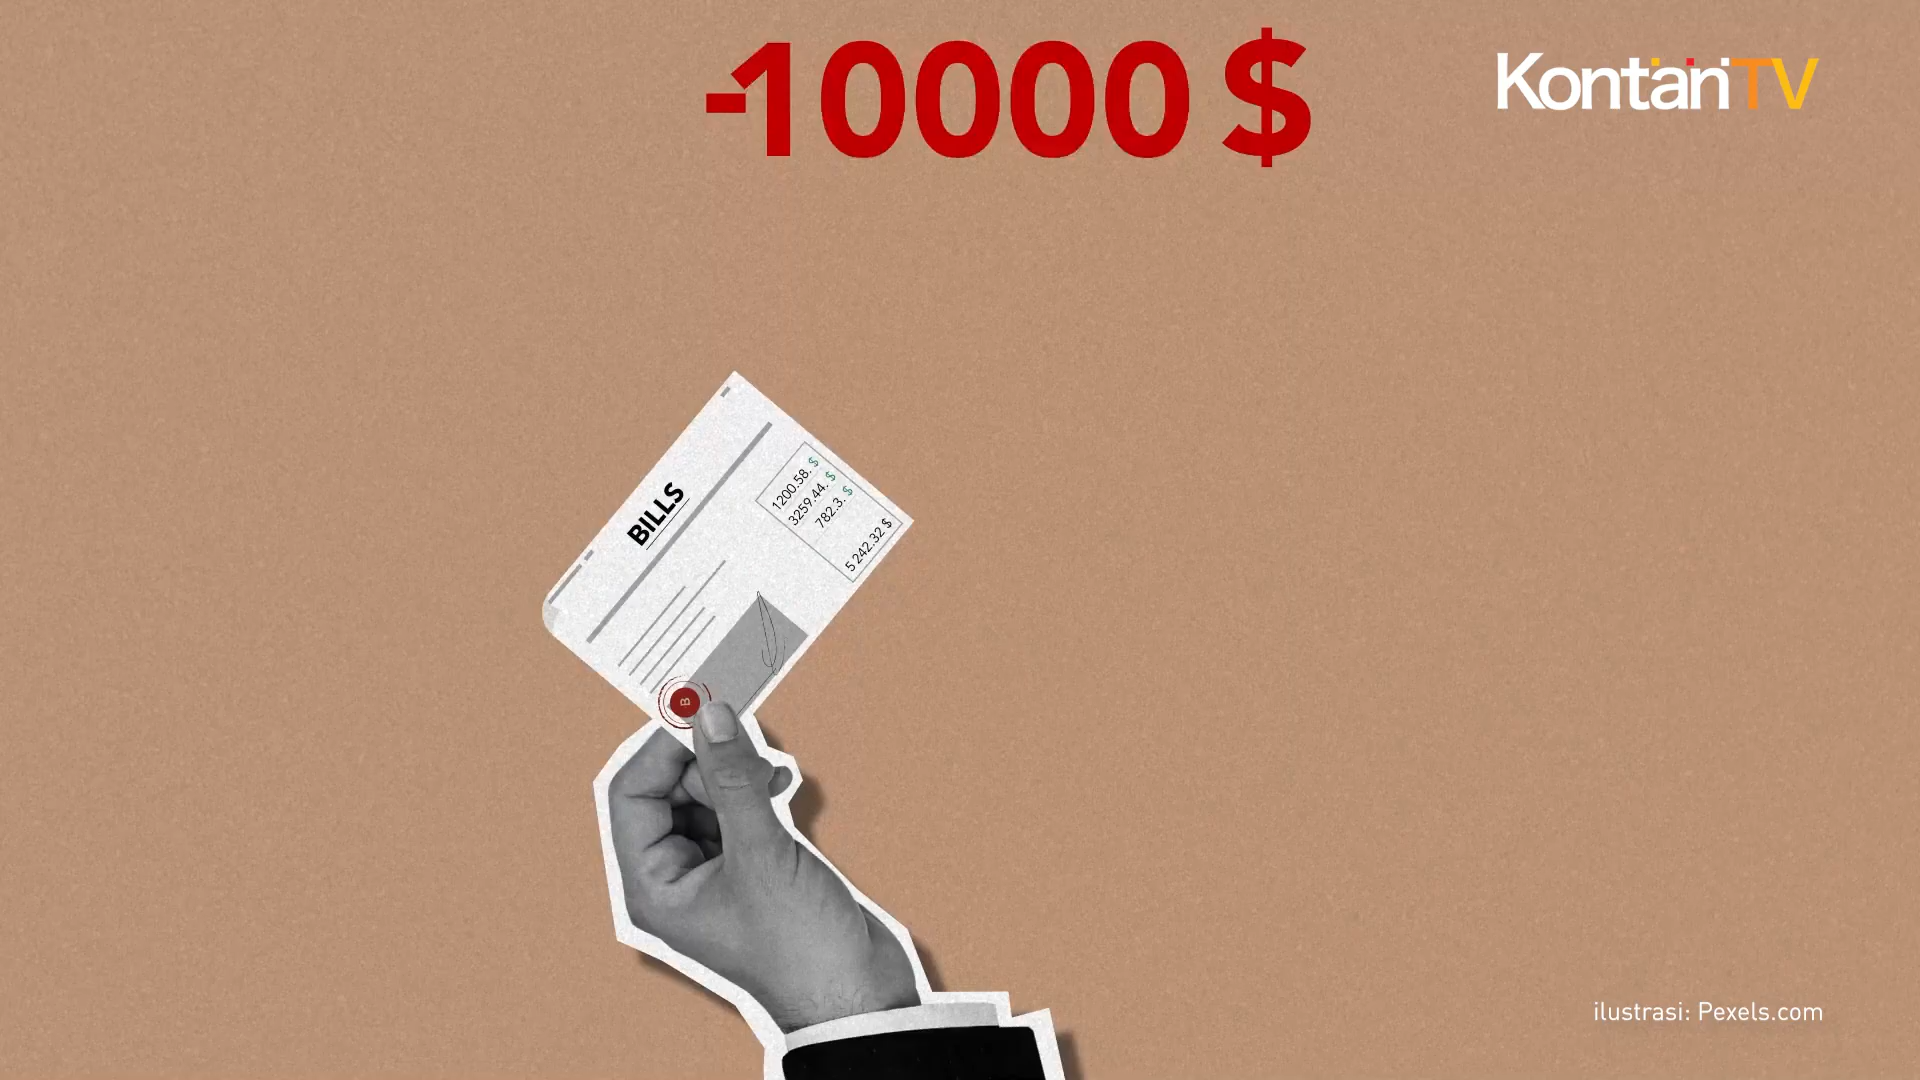 -10000 $
KontanTV
BILLS
1200.58. $
3259.44. $
782.3. $
5 242.32 $
B
ilustrasi: Pexels.com